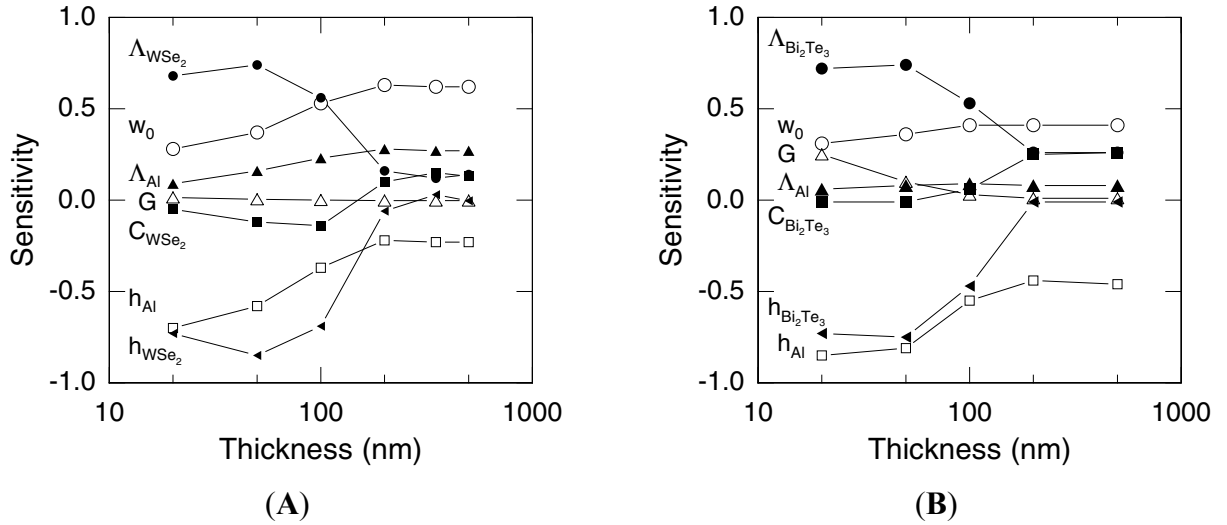 1.0
0.5
0.0
-0.5
-1.0
Sensitivity
Λ_WSe₂
w₀
Λ_Al
G
C_WSe₂
h_Al
h_WSe₂
10 100 1000
Thickness (nm)
(A)
1.0
0.5
0.0
-0.5
-1.0
Sensitivity
Λ_Bi₂Te₃
w₀
G
Λ_Al
C_Bi₂Te₃
h_Bi₂Te₃
h_Al
10 100 1000
Thickness (nm)
(B)